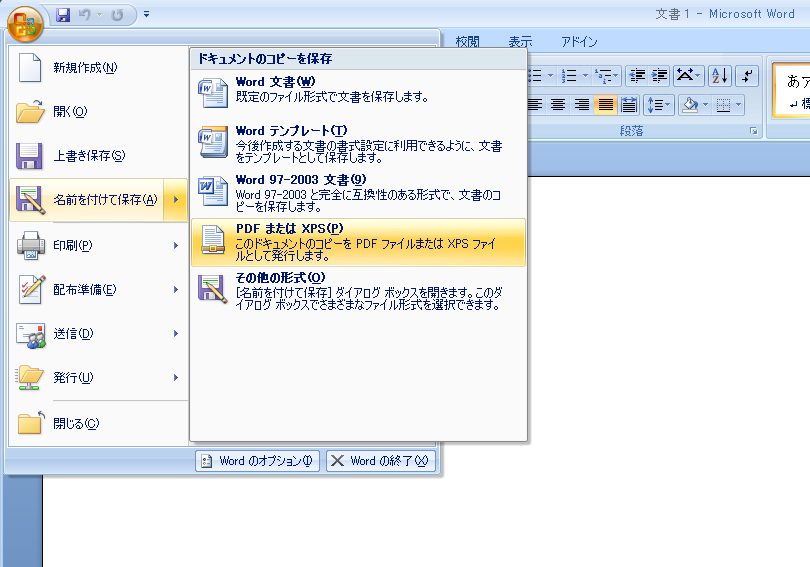 文書 1 - Microsoft Word
校閲 表示 アドイン
段落
あア
新規作成(N)
開く(O)
上書き保存(S)
名前を付けて保存(A)
印刷(P)
配布準備(E)
送信(D)
発行(U)
閉じる(C)
ドキュメントのコピーを保存
Word 文書(W)
既定のファイル形式で文書を保存します。
Word テンプレート(T)
今後作成する文書の書式設定に利用できるように、文書
をテンプレートとして保存します。
Word 97-2003 文書(9)
Word 97-2003 と完全に互換性のある形式で、文書のコ
ピーを保存します。
PDF または XPS(P)
このドキュメントのコピーを PDF ファイルまたは XPS ファイ
ルとして発行します。
その他の形式(O)
[名前を付けて保存] ダイアログ ボックスを開きます。このダ
イアログ ボックスでさまざまなファイル形式を選択できます。
Word のオプション(I) Word の終了(X)